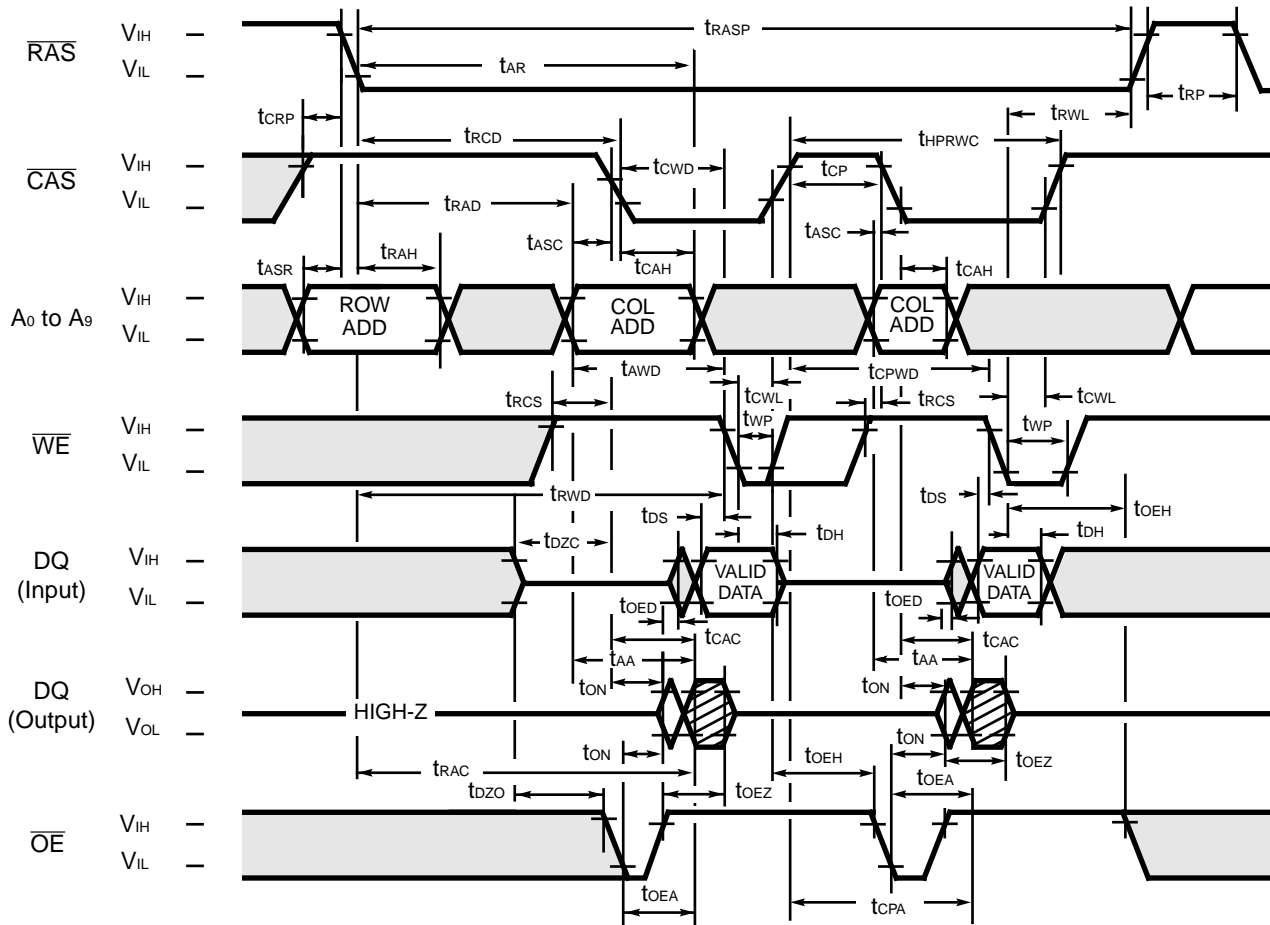 RAS
VIH
VIL
tRASP
tAR
tRP
tRWL
tCRP
tRCD
tHPRWC
CAS
VIH
VIL
tCWD
tCP
tRAD
tASC
tASC
tRAH
tCAH
tASR
tCAH
A0 to A9
VIH
VIL
ROW ADD
COL ADD
COL ADD
tAWD
tCPWD
tCWL
tCWL
tRCS
tRCS
tWP
tWP
WE
VIH
VIL
tRWD
tDS
tDS
tOEH
tDZC
tDH
tDH
DQ
(Input)
VIH
VIL
VALID DATA
VALID DATA
tOED
tOED
tCAC
tCAC
tAA
tAA
tON
tON
DQ
(Output)
VOH
VOL
HIGH-Z
tON
tON
tOEH
tOEZ
tRAC
tOEA
tDZO
tOEZ
OE
VIH
VIL
tOEA
tCPA